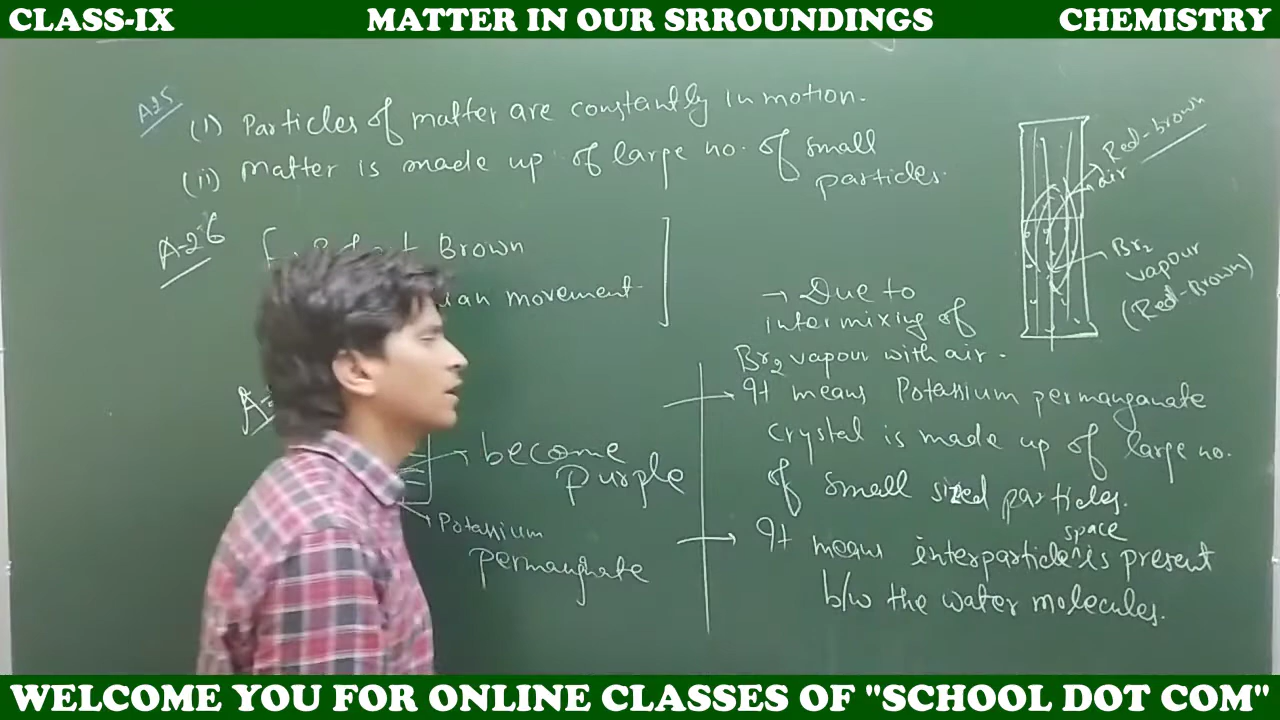 CLASS-IX MATTER IN OUR SRROUNDINGS CHEMISTRY
A25
(i) Particles of matter are constantly in motion.
(ii) Matter is made up of large no. of small
particles.
A-26
Brown
movement
become
purple
Potassium
permanghate
Red-brown
air
Br2
vapour
(Red-Brown)
→ Due to
intermixing of
Br2 vapour with air.
→ It means Potassium permanganate
crystal is made up of large no.
of small sized particles.
space
→ It means interparticle^is present
b/w the water molecules.
WELCOME YOU FOR ONLINE CLASSES OF "SCHOOL DOT COM"